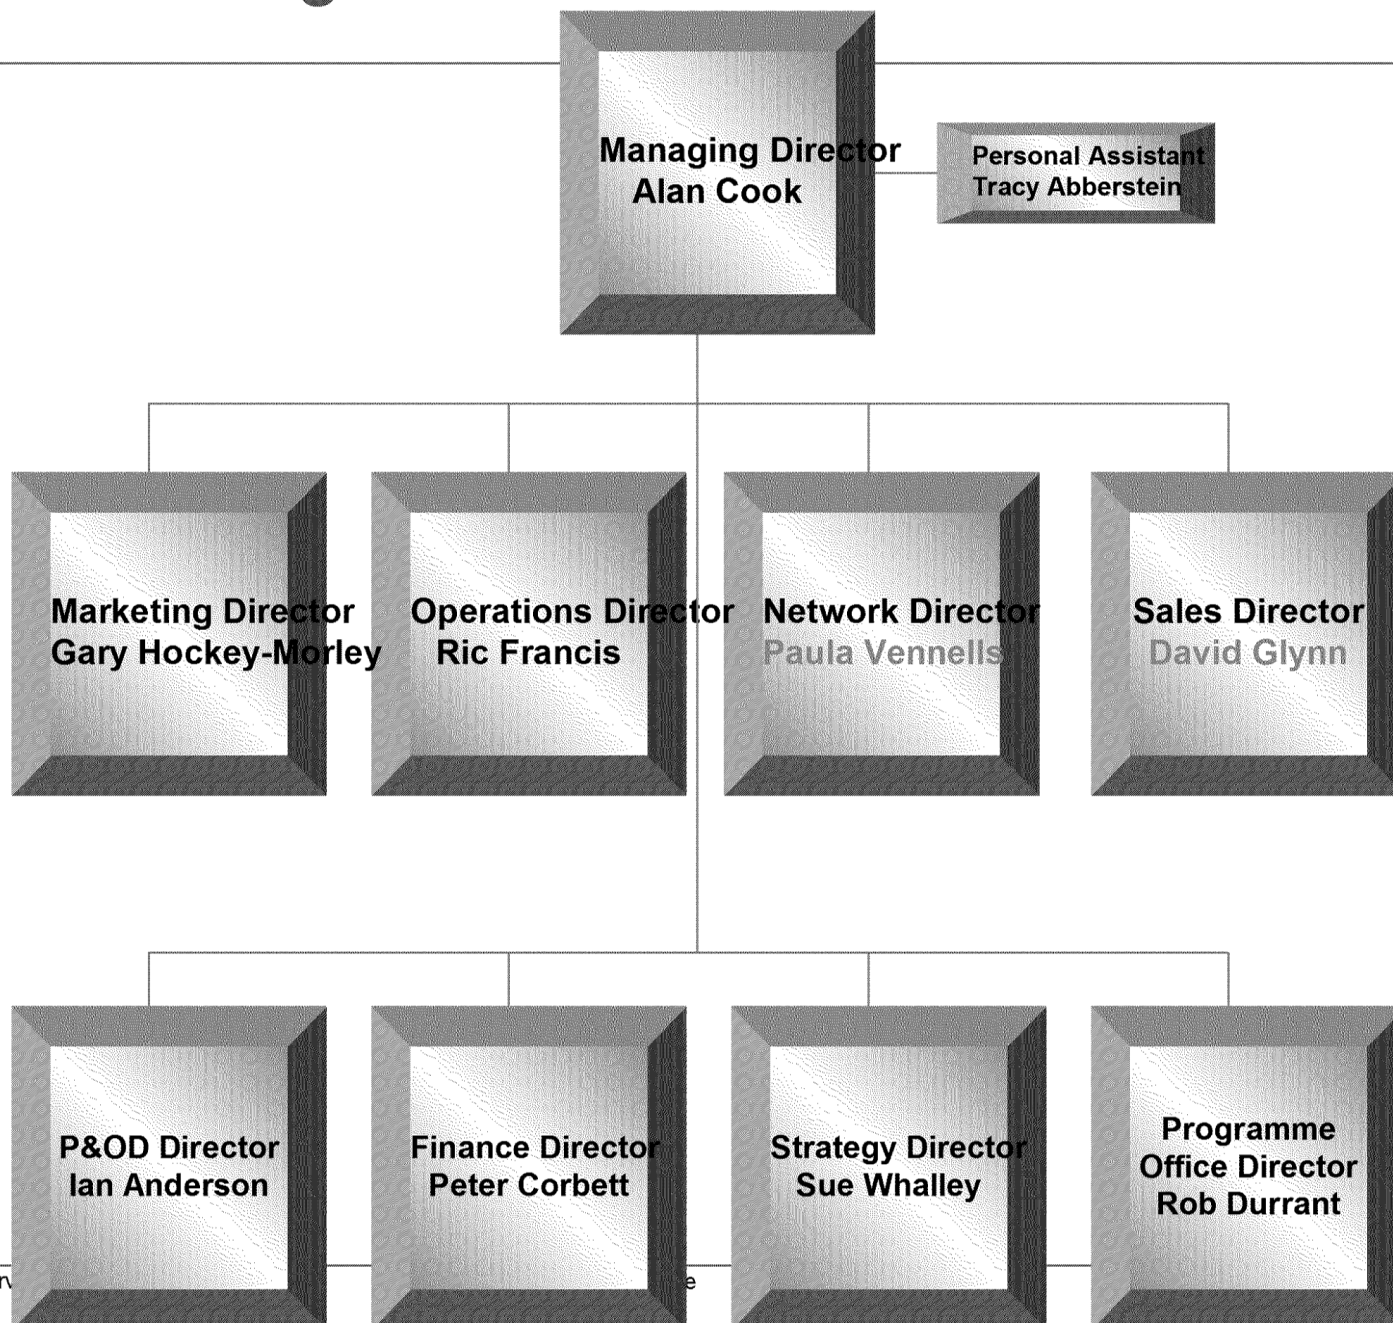 Managing Director
Alan Cook
Personal Assistant
Tracy Abberstein
Marketing Director
Gary Hockey-Morley
Operations Director
Ric Francis
Network Director
Paula Vennells
Sales Director
David Glynn
P&OD Director
Ian Anderson
Finance Director
Peter Corbett
Strategy Director
Sue Whalley
Programme
Office Director
Rob Durrant